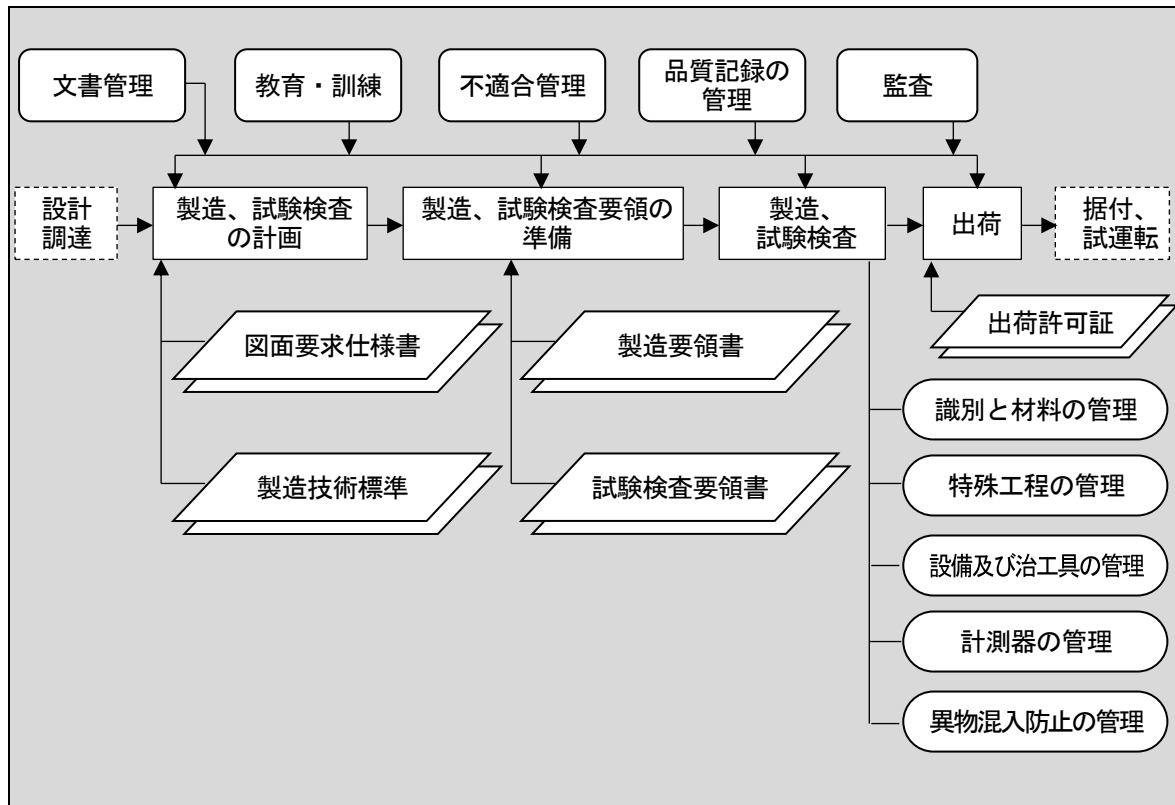 文書管理
教育・訓練
不適合管理
品質記録の
管理
監査
設計
調達
製造、試験検査
の計画
製造、試験検査要領の
準備
製造、
試験検査
出荷
据付、
試運転
図面要求仕様書
製造要領書
出荷許可証
識別と材料の管理
製造技術標準
試験検査要領書
特殊工程の管理
設備及び治工具の管理
計測器の管理
異物混入防止の管理